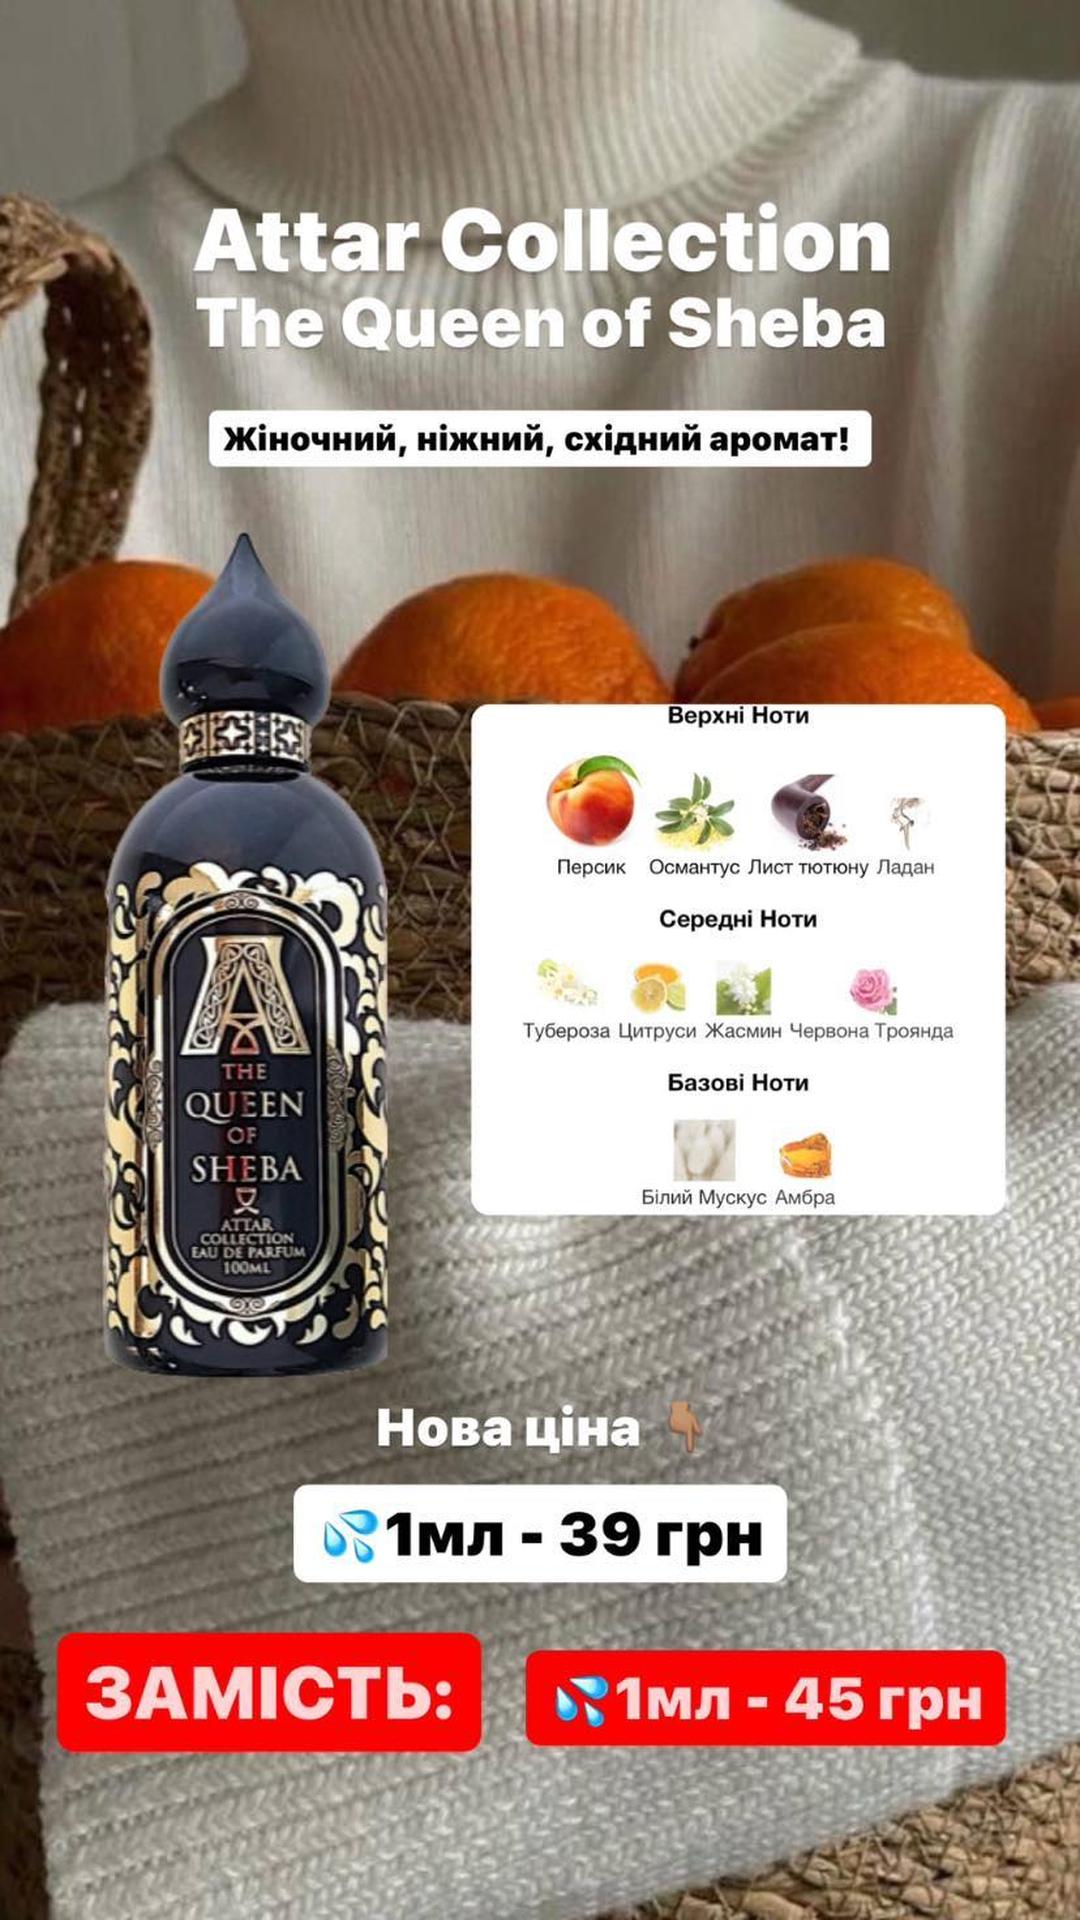 Attar Collection
The Queen of Sheba
Жіночний, ніжний, східний аромат!
Верхні Ноти
Персик Османтус Лист тютюну Ладан
Середні Ноти
Тубероза Цитруси Жасмин Червона Троянда
Базові Ноти
Білий Мускус Амбра
A
THE
QUEEN
OF
SHEBA
ATTAR
COLLECTION
EAU DE PARFUM
100ML
Нова ціна 👇🏽
💦1мл - 39 грн
ЗАМІСТЬ:
💦1мл - 45 грн